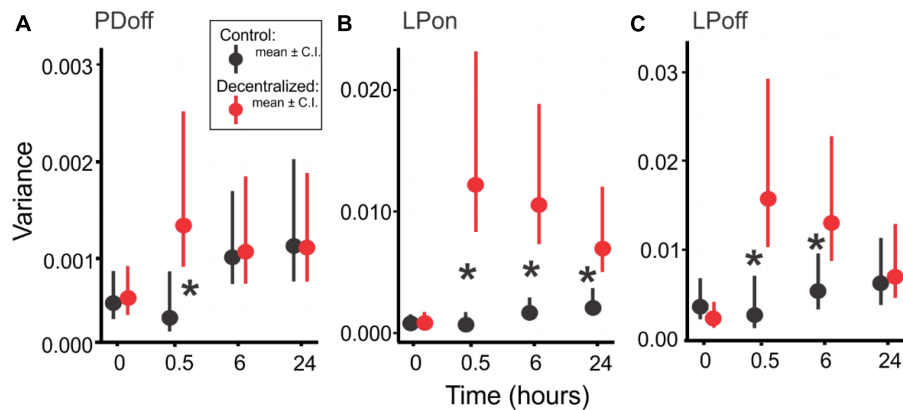 A PDoff
B LPon
C LPoff
Control:
mean ± C.I.
Decentralized:
mean ± C.I.
Variance
0.003
0.002
0.001
0.000
0 0.5 6 24
*
0.020
0.010
0.000
0 0.5 6 24
* * *
0.03
0.02
0.010
0.000
0 0.5 6 24
* *
Time (hours)